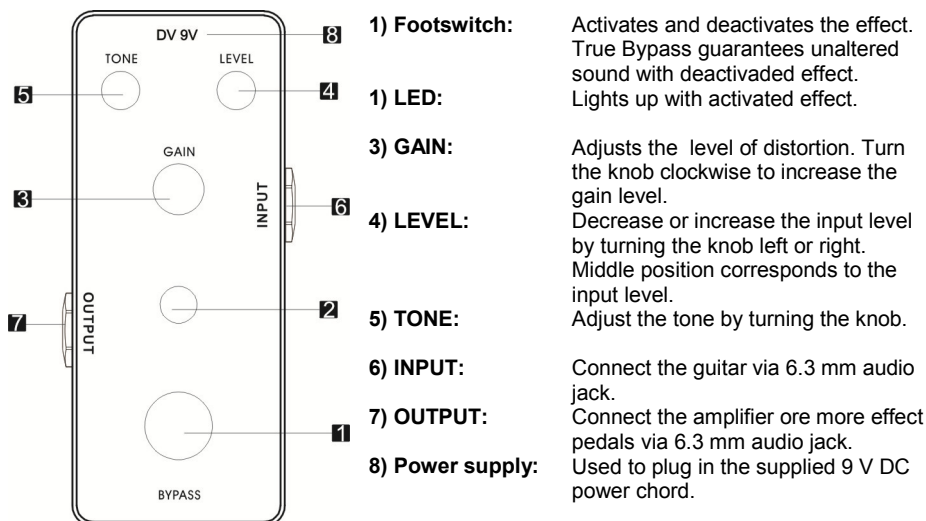 DV 9V
8
TONE
LEVEL
5
4
GAIN
3
INPUT
6
2
OUTPUT
7
1
BYPASS
1) Footswitch: Activates and deactivates the effect.
True Bypass guarantees unaltered
sound with deactivaded effect.
1) LED: Lights up with activated effect.
3) GAIN: Adjusts the level of distortion. Turn
the knob clockwise to increase the
gain level.
4) LEVEL: Decrease or increase the input level
by turning the knob left or right.
Middle position corresponds to the
input level.
5) TONE: Adjust the tone by turning the knob.
6) INPUT: Connect the guitar via 6.3 mm audio
jack.
7) OUTPUT: Connect the amplifier ore more effect
pedals via 6.3 mm audio jack.
8) Power supply: Used to plug in the supplied 9 V DC
power chord.